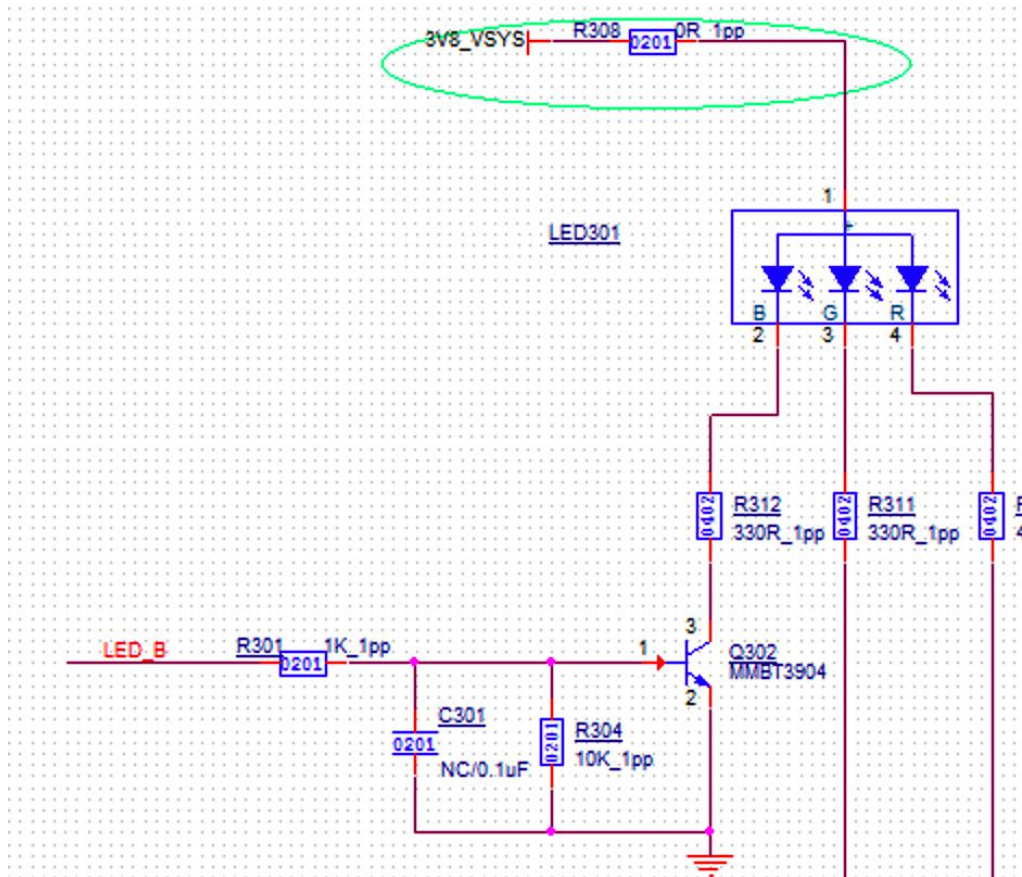 3V8_VSYS
R308
0201
0R_1pp
1
+
LED301
B
G
R
2
3
4
0402
R312
330R_1pp
0402
R311
330R_1pp
0402
LED_B
R301
0201
1K_1pp
1
3
2
Q302
MMBT3904
C301
0201
NC/0.1uF
0201
R304
10K_1pp